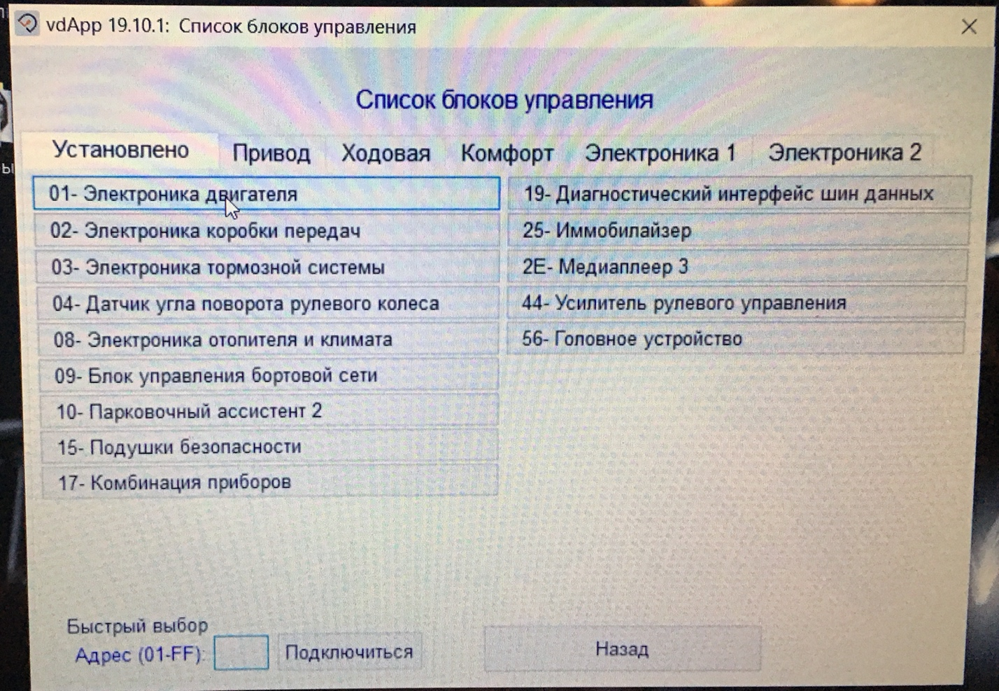 vdApp 19.10.1: Список блоков управления
Список блоков управления
Установлено Привод Ходовая Комфорт Электроника 1 Электроника 2
01- Электроника двигателя
02- Электроника коробки передач
03- Электроника тормозной системы
04- Датчик угла поворота рулевого колеса
08- Электроника отопителя и климата
09- Блок управления бортовой сети
10- Парковочный ассистент 2
15- Подушки безопасности
17- Комбинация приборов
19- Диагностический интерфейс шин данных
25- Иммобилайзер
2E- Медиаплеер 3
44- Усилитель рулевого управления
56- Головное устройство
Быстрый выбор
Адрес (01-FF): Подключиться Назад